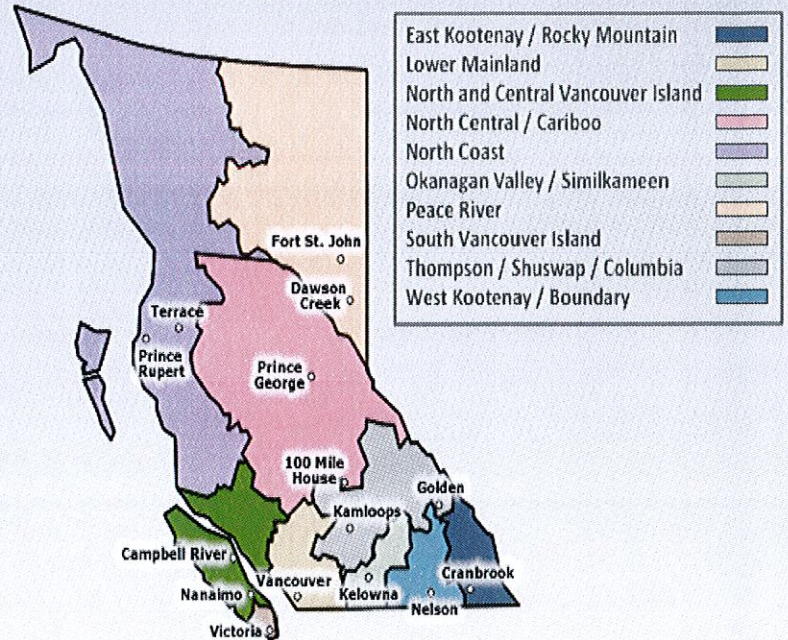 East Kootenay / Rocky Mountain
Lower Mainland
North and Central Vancouver Island
North Central / Cariboo
North Coast
Okanagan Valley / Similkameen
Peace River
South Vancouver Island
Thompson / Shuswap / Columbia
West Kootenay / Boundary
Fort St. John
Dawson
Creek
Terrace
Prince
Rupert
Prince
George
100 Mile
House
Golden
Kamloops
Campbell River
Vancouver
Cranbrook
Nanaimo
Kelowna
Nelson
Victoria